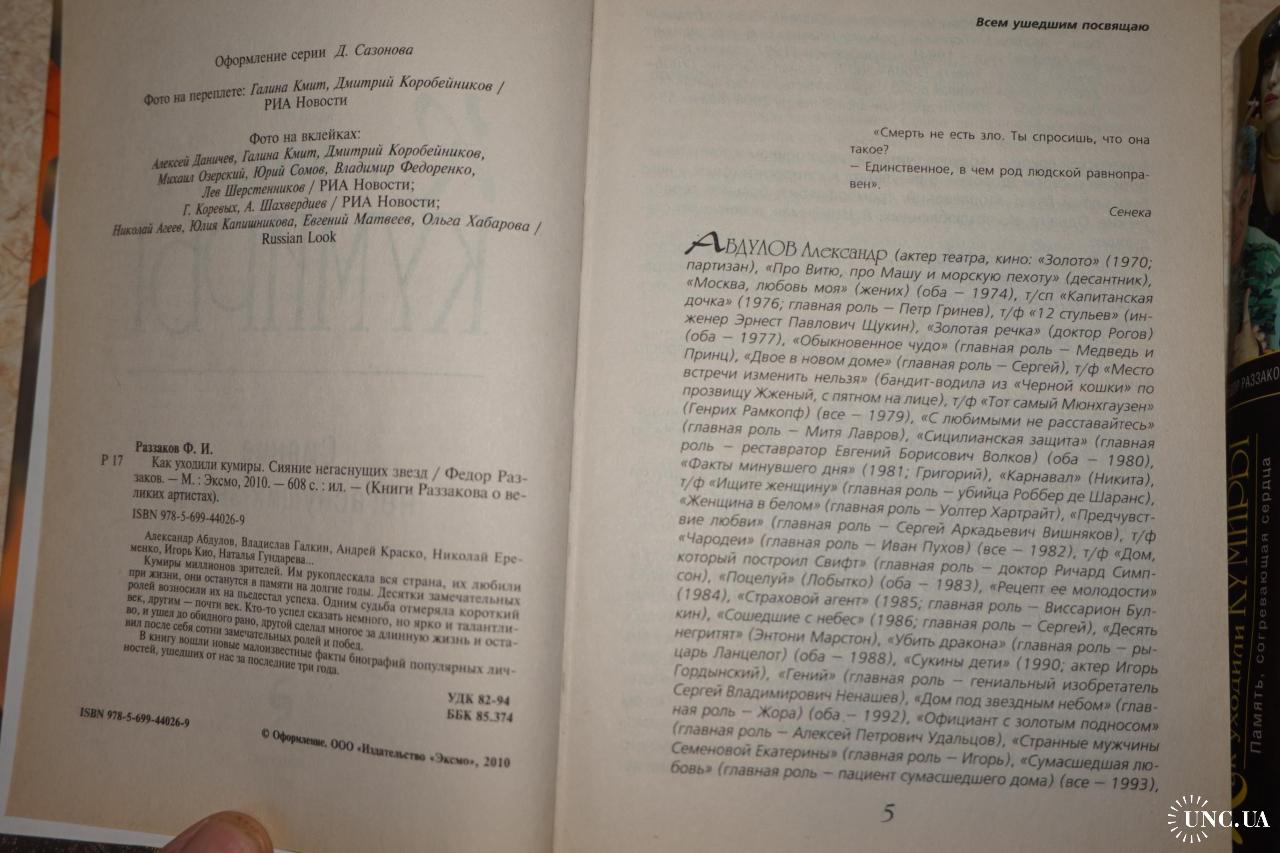 Оформление серии Д. Сазонова
Фото на переплете: Галина Кмит, Дмитрий Коробейников /
РИА Новости
Фото на вклейках:
Алексей Даничев, Галина Кмит, Дмитрий Коробейников,
Михаил Озерский, Юрий Сомов, Владимир Федоренко,
Лев Шерстенников / РИА Новости;
Г. Коревых, А. Шахвердиев / РИА Новости;
Николай Агеев, Юлия Капишникова, Евгений Матвеев, Ольга Хабарова /
Russian Look
Раззаков Ф. И.
Р 17 Как уходили кумиры. Сияние негаснущих звезд / Федор Раз-
заков. — М. : Эксмо, 2010. — 608 с. : ил. — (Книги Раззакова о ве-
ликих артистах).
ISBN 978-5-699-44026-9
Александр Абдулов, Владислав Галкин, Андрей Краско, Николай Ере-
менко, Игорь Кио, Наталья Гундарева...
Кумиры миллионов зрителей. Им рукоплескала вся страна, их любили
при жизни, они останутся в памяти на долгие годы. Десятки замечательных
ролей возносили их на пьедестал успеха. Одним судьба отмеряла короткий
век, другим — почти век. Кто-то успел сказать немного, но ярко и талантли-
во, и ушел до обидного рано, другой сделал многое за длинную жизнь и оста-
вил после себя сотни замечательных ролей и побед.
В книгу вошли новые малоизвестные факты биографий популярных лич-
ностей, ушедших от нас за последние три года.
УДК 82-94
ББК 85.374
ISBN 978-5-699-44026-9
© Оформление. ООО «Издательство «Эксмо», 2010
Всем ушедшим посвящаю
«Смерть не есть зло. Ты спросишь, что она
такое?
— Единственное, в чем род людской равнопра-
вен».
Сенека
АБДУЛОВ Александр (актер театра, кино: «Золото» (1970;
партизан), «Про Витю, про Машу и морскую пехоту» (десантник),
«Москва, любовь моя» (жених) (оба — 1974), т/сп «Капитанская
дочка» (1976; главная роль — Петр Гринев), т/ф «12 стульев» (ин-
женер Эрнест Павлович Щукин), «Золотая речка» (доктор Рогов)
(оба — 1977), «Обыкновенное чудо» (главная роль — Медведь и
Принц), «Двое в новом доме» (главная роль — Сергей), т/ф «Место
встречи изменить нельзя» (бандит-водила из «Черной кошки» по
прозвищу Жженый, с пятном на лице), т/ф «Тот самый Мюнхгаузен»
(Генрих Рамкопф) (все — 1979), «С любимыми не расставайтесь»
(главная роль — Митя Лавров), «Сицилианская защита» (главная
роль — реставратор Евгений Борисович Волков) (оба — 1980),
«Факты минувшего дня» (1981; Григорий), «Карнавал» (Никита),
т/ф «Ищите женщину» (главная роль — убийца Роббер де Шаранс),
«Женщина в белом» (главная роль — Уолтер Хартрайт), «Предчувст-
вие любви» (главная роль — Сергей Аркадьевич Вишняков), т/ф
«Чародеи» (главная роль — Иван Пухов) (все — 1982), т/ф «Дом,
который построил Свифт» (главная роль — доктор Ричард Симп-
сон), «Поцелуй» (Лобытко) (оба — 1983), «Рецепт ее молодости»
(1984), «Страховой агент» (1985; главная роль — Виссарион Бул-
кин), «Сошедшие с небес» (1986; главная роль — Сергей), «Десять
негритят» (Энтони Марстон), «Убить дракона» (главная роль — ры-
царь Ланцелот) (оба — 1988), «Сукины дети» (1990; актер Игорь
Гордынский), «Гений» (главная роль — гениальный изобретатель
Сергей Владимирович Ненашев), «Дом под звездным небом» (глав-
ная роль — Жора) (оба — 1992), «Официант с золотым подносом»
(главная роль — Алексей Петрович Удальцов), «Странные мужчины
Семеновой Екатерины» (главная роль — Игорь), «Сумасшедшая лю-
бовь» (главная роль — пациент сумасшедшего дома) (все — 1993),
5
уходили КУМИРЫ
Память, согревающая сердца
UNC.UA